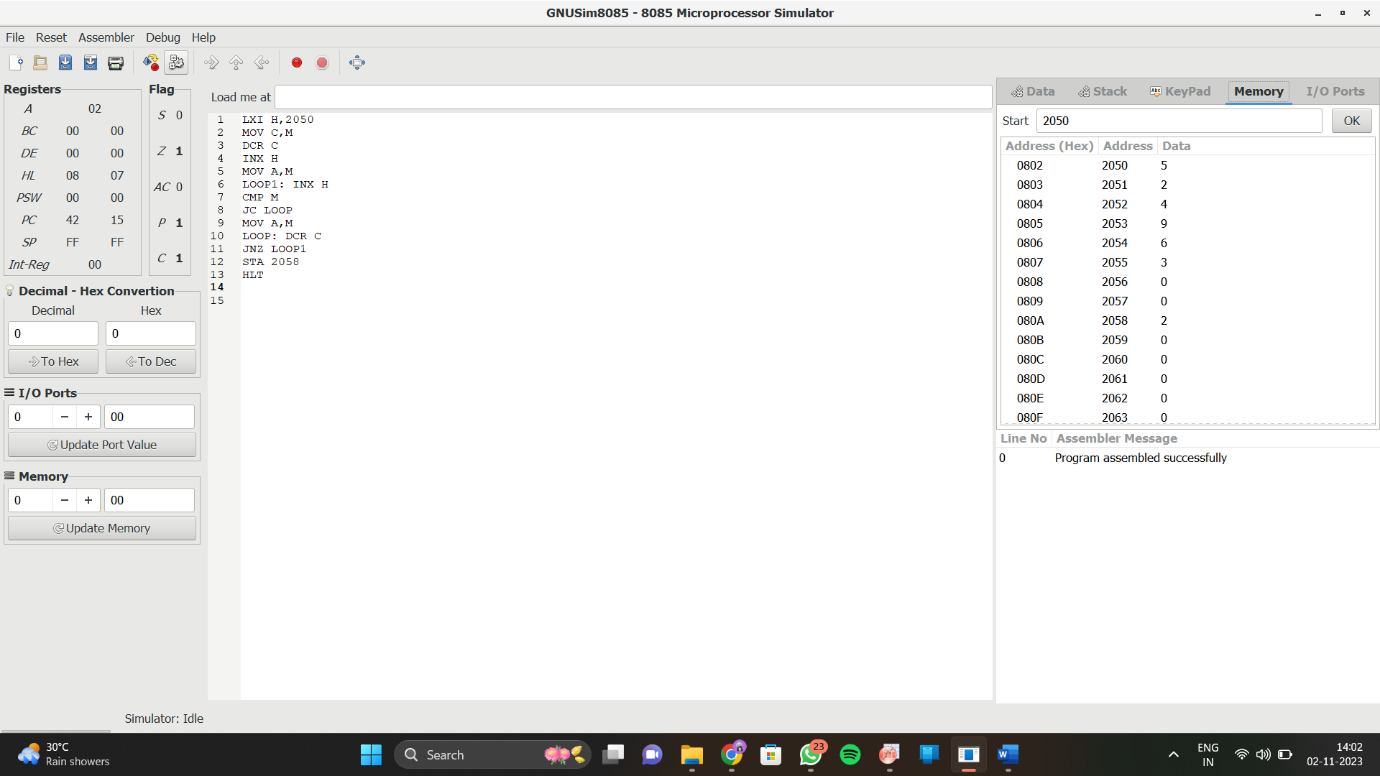 GNUSim8085 - 8085 Microprocessor Simulator
File Reset Assembler Debug Help
Registers
A 02
BC 00 00
DE 00 00
HL 08 07
PSW 00 00
PC 42 15
SP FF FF
Int-Reg 00
Flag
S 0
Z 1
AC 0
P 1
C 1
Decimal - Hex Convertion
Decimal Hex
0 0
To Hex To Dec
I/O Ports
0 − + 00
Update Port Value
Memory
0 − + 00
Update Memory
Load me at
1 LXI H,2050
2 MOV C,M
3 DCR C
4 INX H
5 MOV A,M
6 LOOP1: INX H
7 CMP M
8 JC LOOP
9 MOV A,M
10 LOOP: DCR C
11 JNZ LOOP1
12 STA 2058
13 HLT
14
15
Data Stack Abc KeyPad Memory I/O Ports
Start 2050 OK
Address (Hex) Address Data
0802 2050 5
0803 2051 2
0804 2052 4
0805 2053 9
0806 2054 6
0807 2055 3
0808 2056 0
0809 2057 0
080A 2058 2
080B 2059 0
080C 2060 0
080D 2061 0
080E 2062 0
080F 2063 0
Line No Assembler Message
0 Program assembled successfully
Simulator: Idle
30°C
Rain showers
Search
23
W
ENG
IN
14:02
02-11-2023